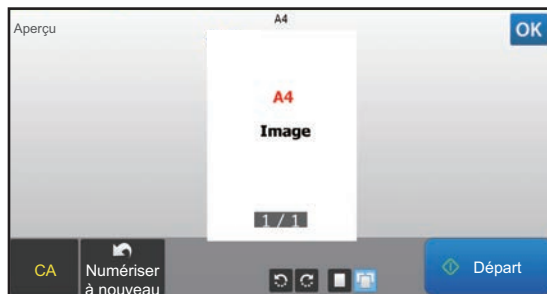 Aperçu
A4
OK
A4
Image
1 / 1
CA
Numériser
à nouveau
Départ